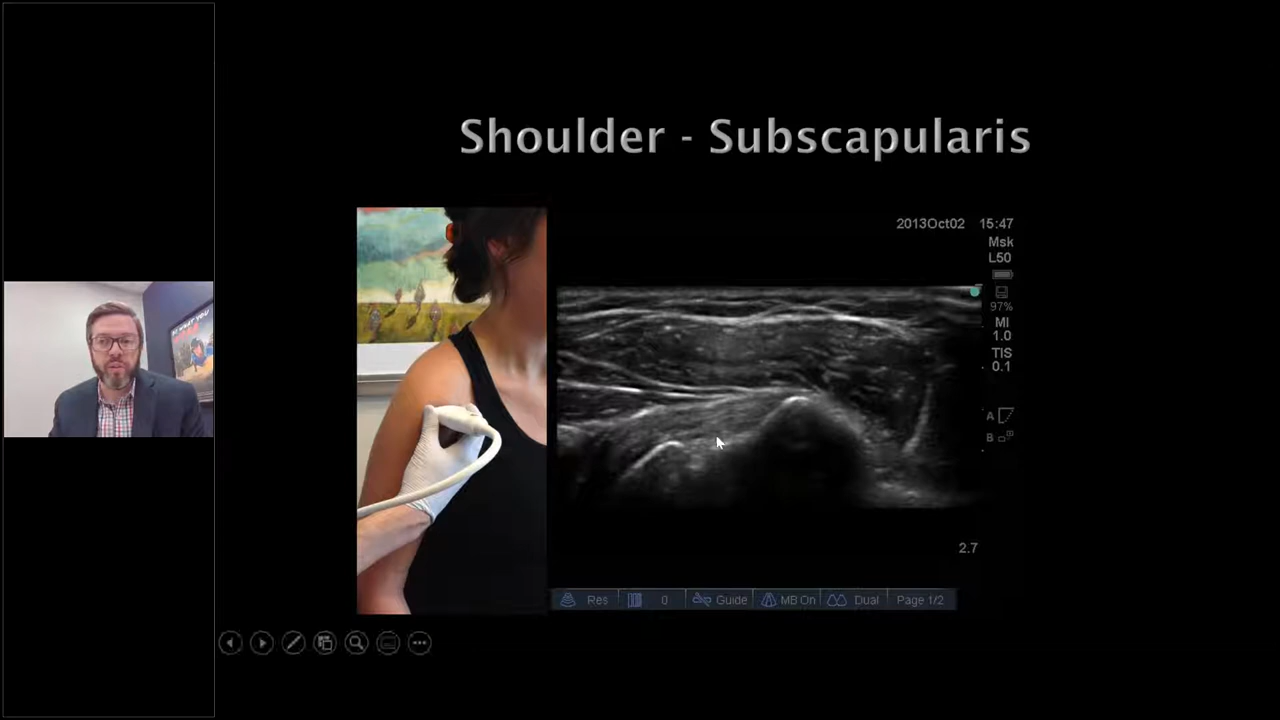 Shoulder - Subscapularis
2013Oct02 15:47
Msk
L50
97%
MI
1.0
TIS
0.1
A
B
2.7
Res 0 Guide MB On Dual Page 1/2